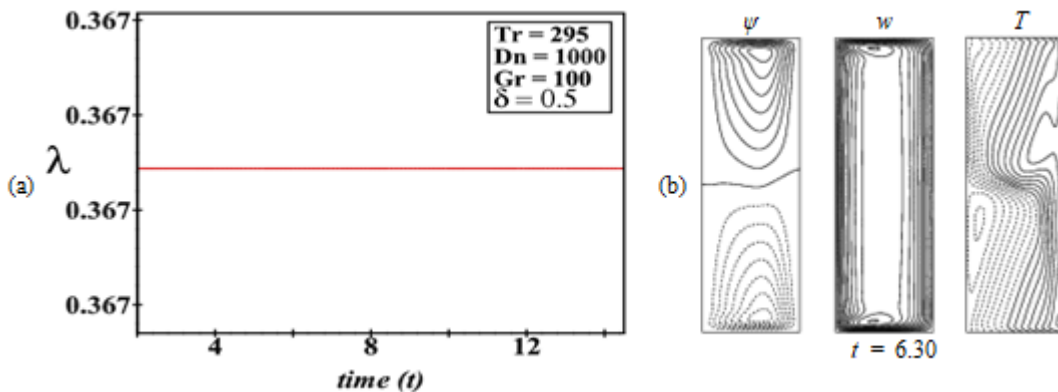 (a)
λ
0.367
0.367
0.367
0.367
Tr = 295
Dn = 1000
Gr = 100
δ = 0.5
4 8 12
time (t)
(b)
ψ w T
t = 6.30